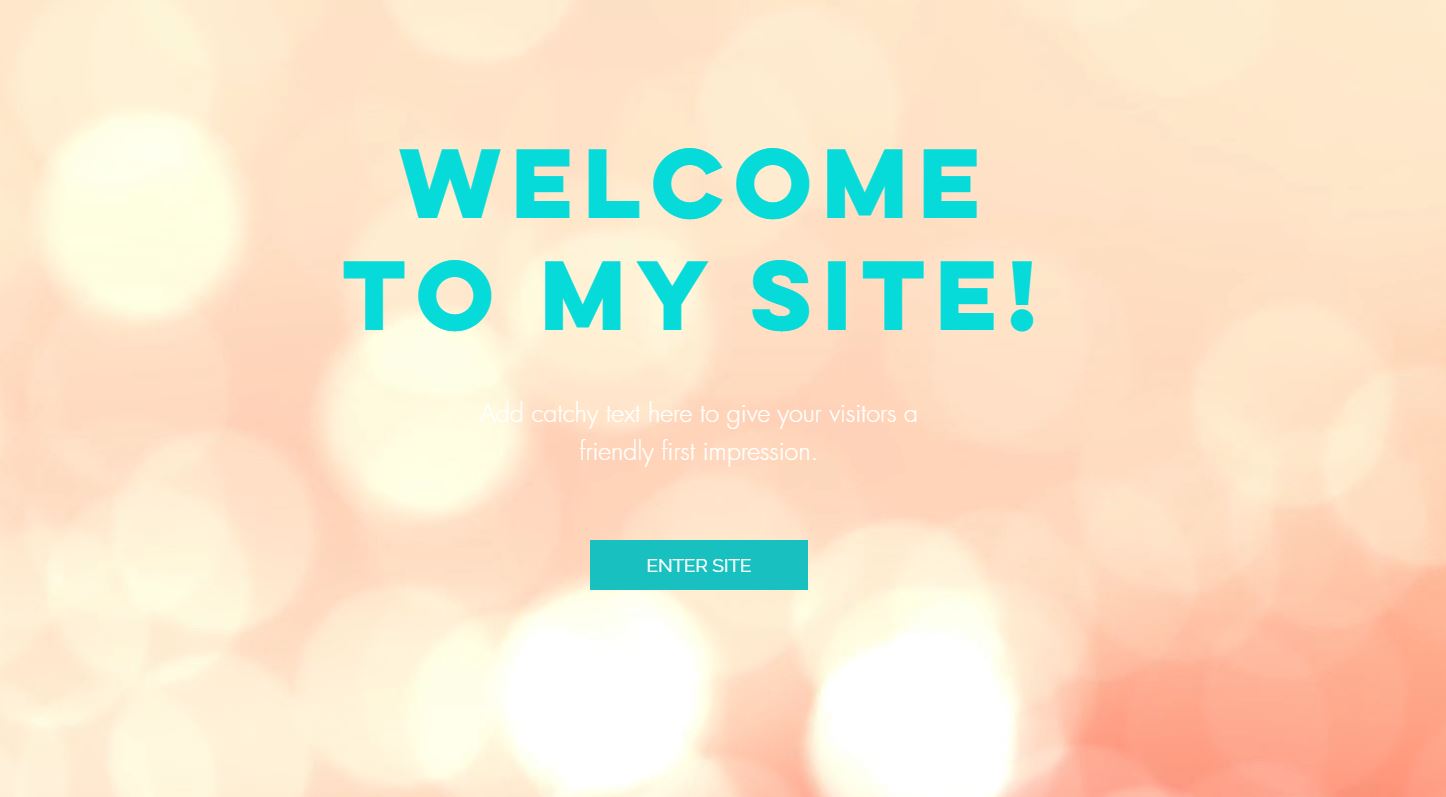 WELCOME
TO MY SITE!
Add catchy text here to give your visitors a
friendly first impression.
ENTER SITE